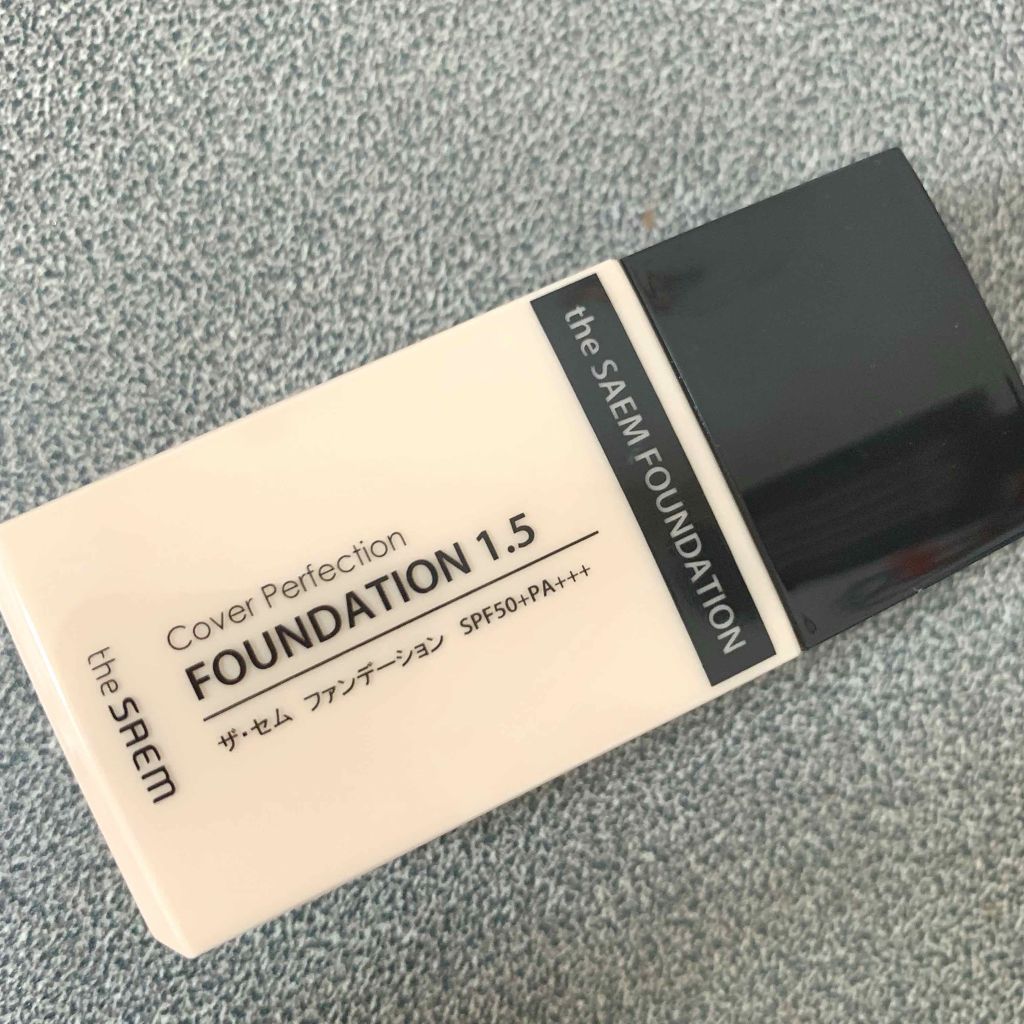 the SAEM FOUNDATION
Cover Perfection
FOUNDATION 1.5
ザ・セム ファンデーション SPF50+PA+++
the SAEM